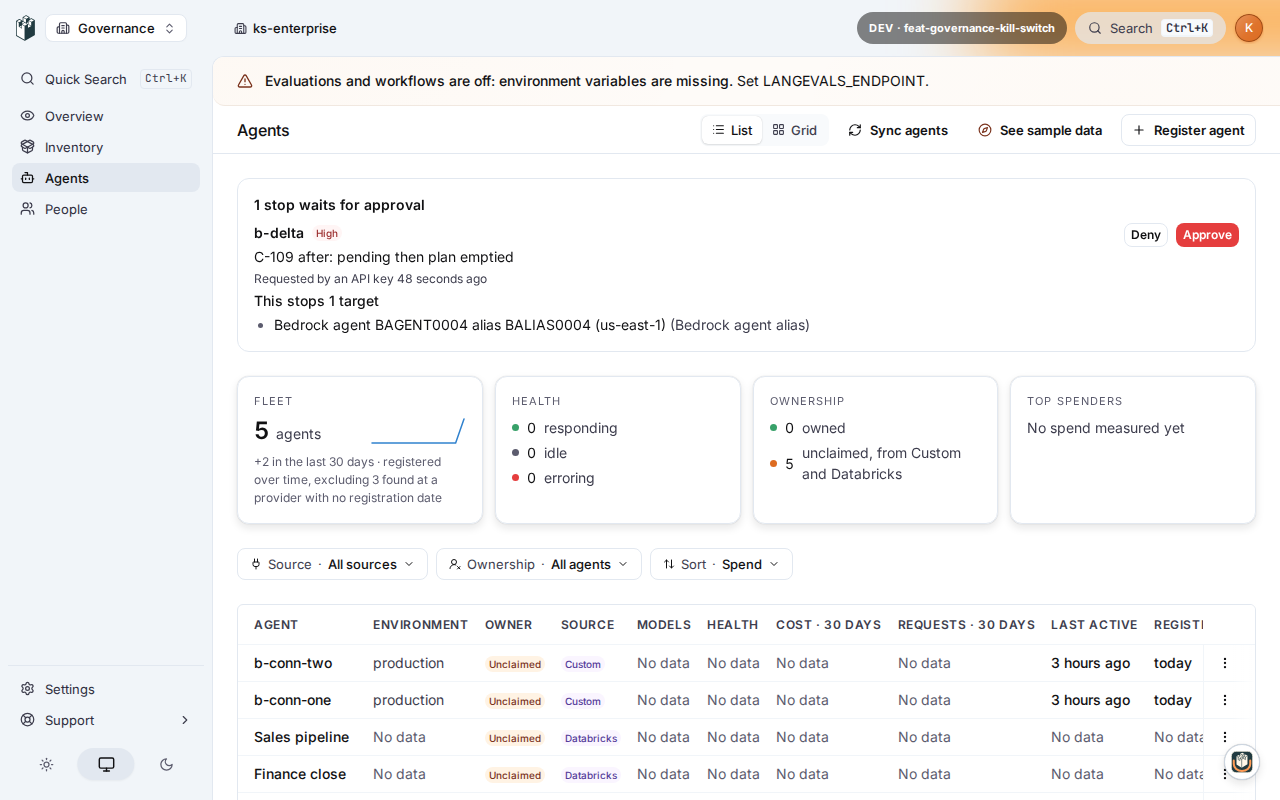 Governance
ks-enterprise
DEV · feat-governance-kill-switch
Search Ctrl+K
K
Quick Search Ctrl+K
Overview
Inventory
Agents
People
Settings
Support
Evaluations and workflows are off: environment variables are missing. Set LANGEVALS_ENDPOINT.
Agents
List
Grid
Sync agents
See sample data
Register agent
1 stop waits for approval
b-delta High
Deny
Approve
C-109 after: pending then plan emptied
Requested by an API key 48 seconds ago
This stops 1 target
• Bedrock agent BAGENT0004 alias BALIAS0004 (us-east-1) (Bedrock agent alias)
FLEET
5 agents
+2 in the last 30 days · registered
over time, excluding 3 found at a
provider with no registration date
HEALTH
0 responding
0 idle
0 erroring
OWNERSHIP
0 owned
5 unclaimed, from Custom
and Databricks
TOP SPENDERS
No spend measured yet
Source · All sources
Ownership · All agents
Sort · Spend
AGENT ENVIRONMENT OWNER SOURCE MODELS HEALTH COST · 30 DAYS REQUESTS · 30 DAYS LAST ACTIVE REGISTI
b-conn-two production Unclaimed Custom No data No data No data No data 3 hours ago today
b-conn-one production Unclaimed Custom No data No data No data No data 3 hours ago today
Sales pipeline No data Unclaimed Databricks No data No data No data No data No data No data
Finance close No data Unclaimed Databricks No data No data No data No data No data No data